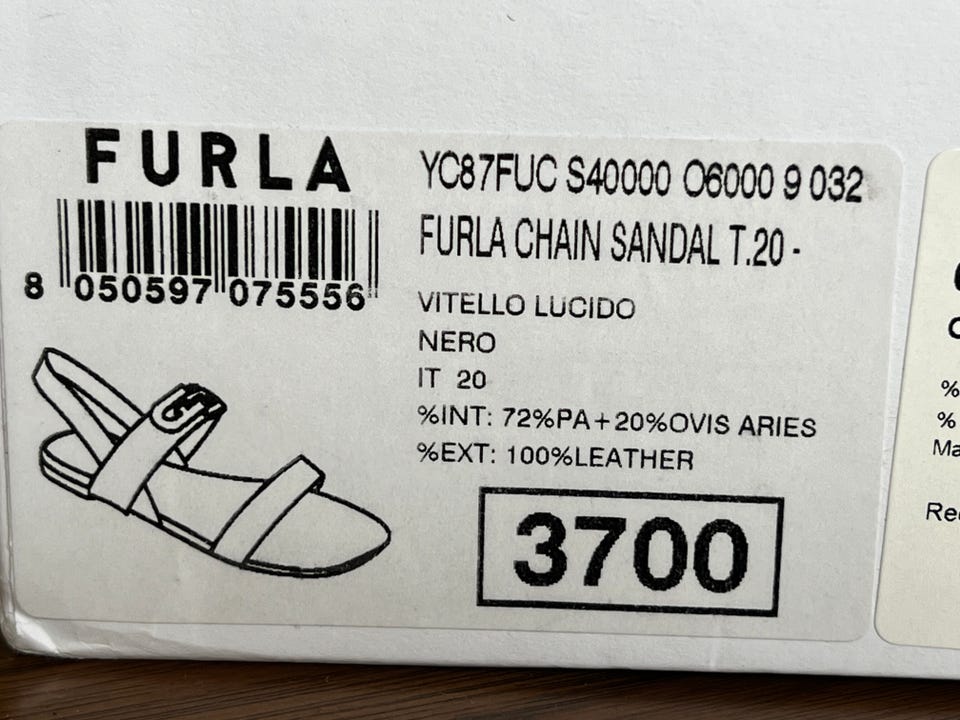 FURLA
8 050597 075556
YC87FUC S40000 O6000 9 032
FURLA CHAIN SANDAL T.20 -
VITELLO LUCIDO
NERO
IT 20
%INT: 72%PA+20%OVIS ARIES
%EXT: 100%LEATHER
3700
%
%